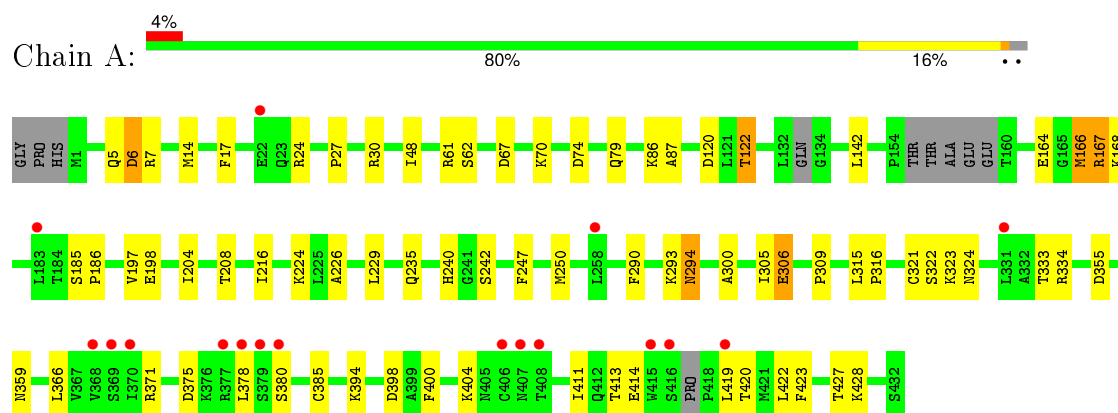 4%
Chain A:
80%
16%
GLY PRO HIS M1 Q5 D6 R7 M14 F17 E22 Q23 R24 P27 R30 I48 R61 S62 A67 K70 D74 Q79 K86 A87 D120 L121 T122 A132 GLN G134 L142 P154 THR THR ALA GLU GLU T160 E164 G165 M166 R167 K168
L183 T184 S185 P186 V197 E198 I204 T208 I216 K224 L225 A226 L229 Q235 H240 G241 S242 F247 M250 L258 F290 K293 N294 A300 I305 E306 P309 L315 P316 C321 S322 K323 N324 L331 A332 T333 R334 D355
N359 L366 V367 V368 S369 I370 R371 D375 K376 R377 L378 S379 S380 C385 K394 D398 A399 F400 K404 N405 C406 N407 T408 I411 Q412 T413 E414 W415 S416 PRO P418 L419 T420 M421 L422 F423 T427 K428 S432